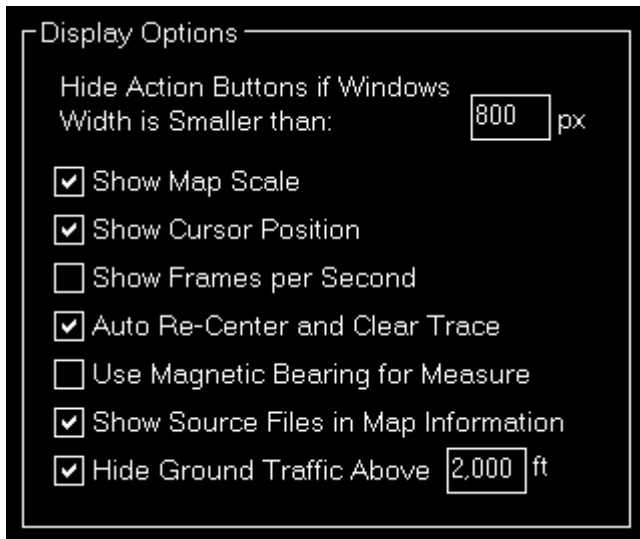 Display Options
Hide Action Buttons if Windows
Width is Smaller than: 800 px
Show Map Scale
Show Cursor Position
Show Frames per Second
Auto Re-Center and Clear Trace
Use Magnetic Bearing for Measure
Show Source Files in Map Information
Hide Ground Traffic Above 2,000 ft